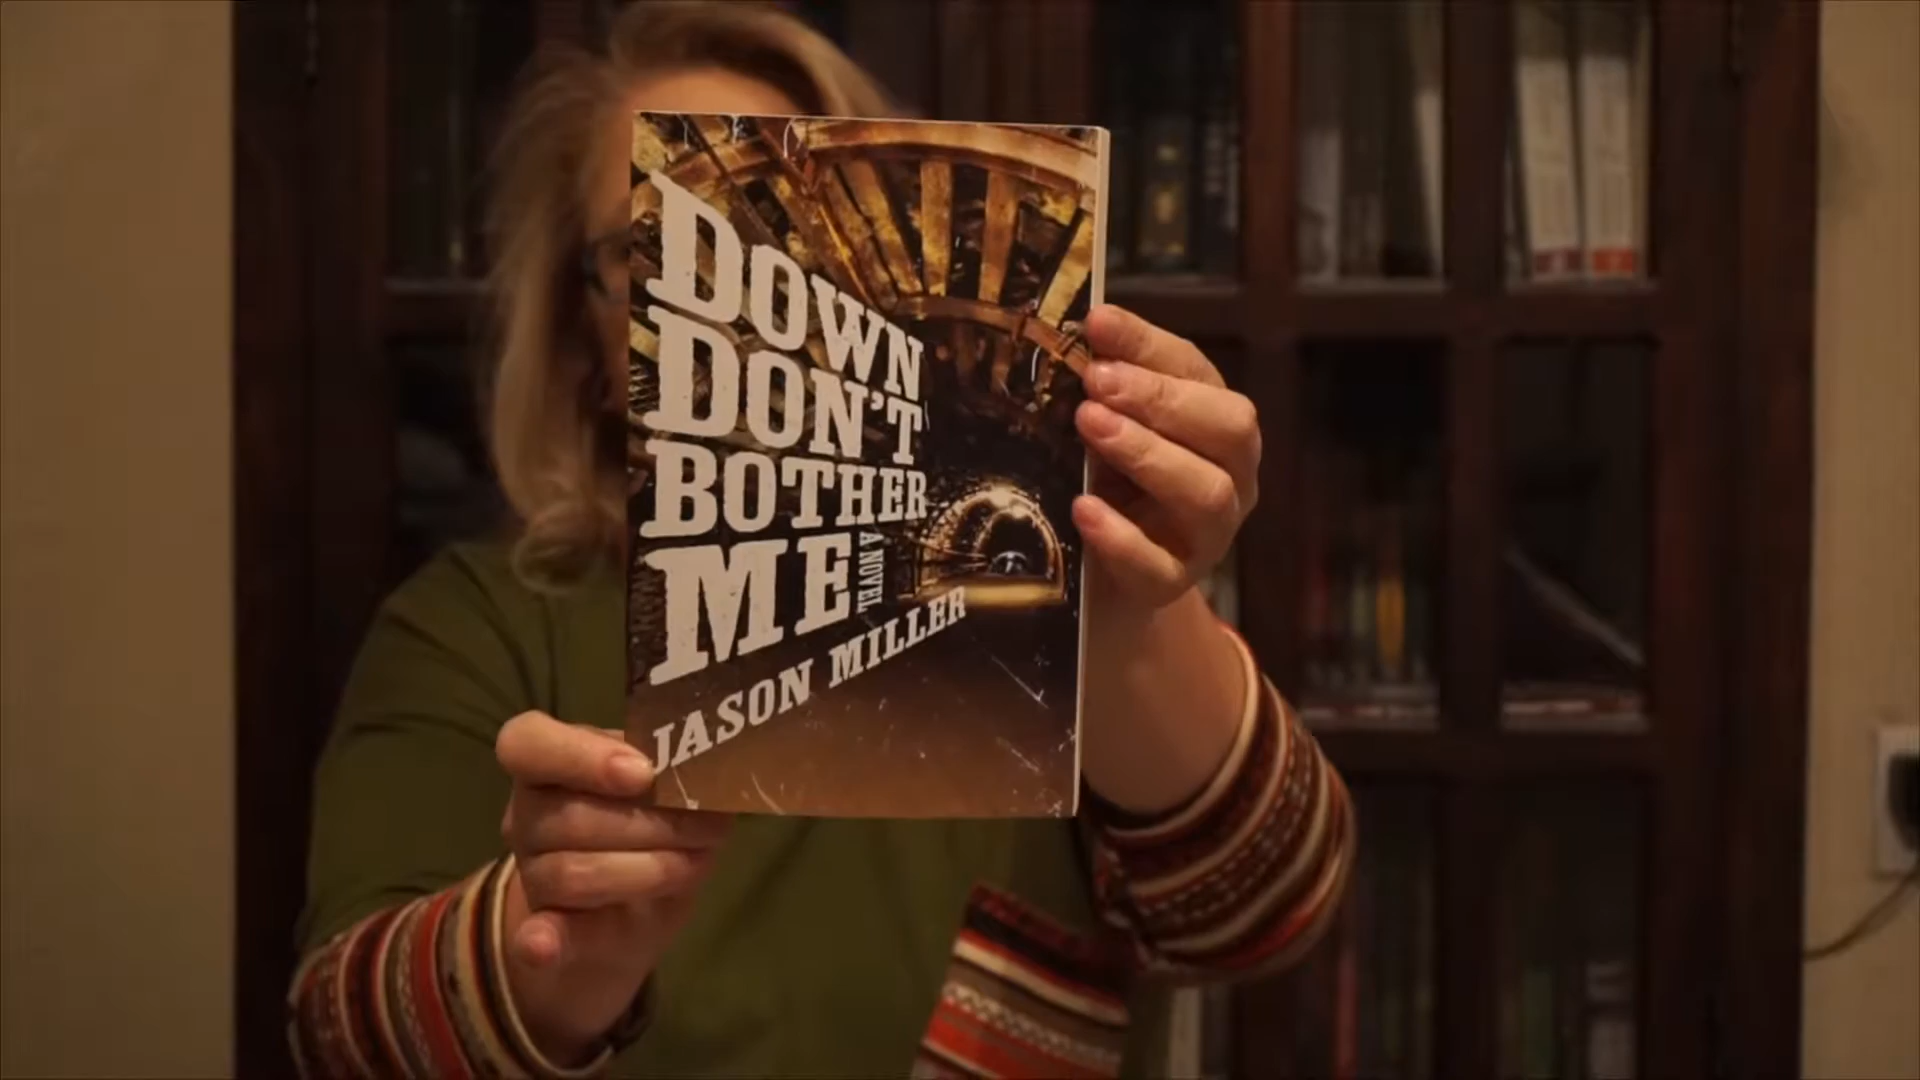 DOWN
DON'T
BOTHER
ME
A NOVEL
JASON MILLER